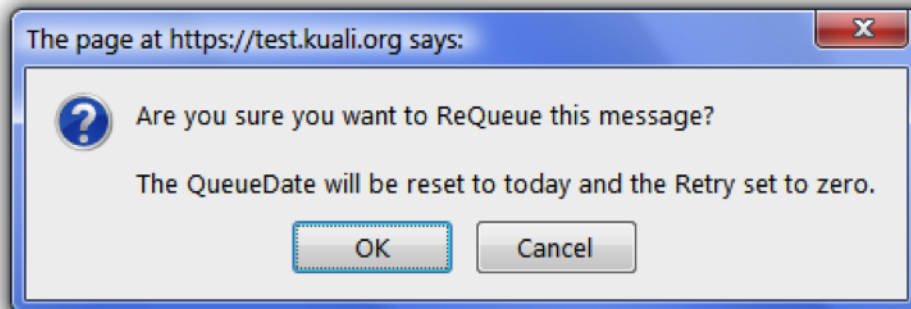 The page at https://test.kuali.org says:
Are you sure you want to ReQueue this message?
The QueueDate will be reset to today and the Retry set to zero.
OK
Cancel